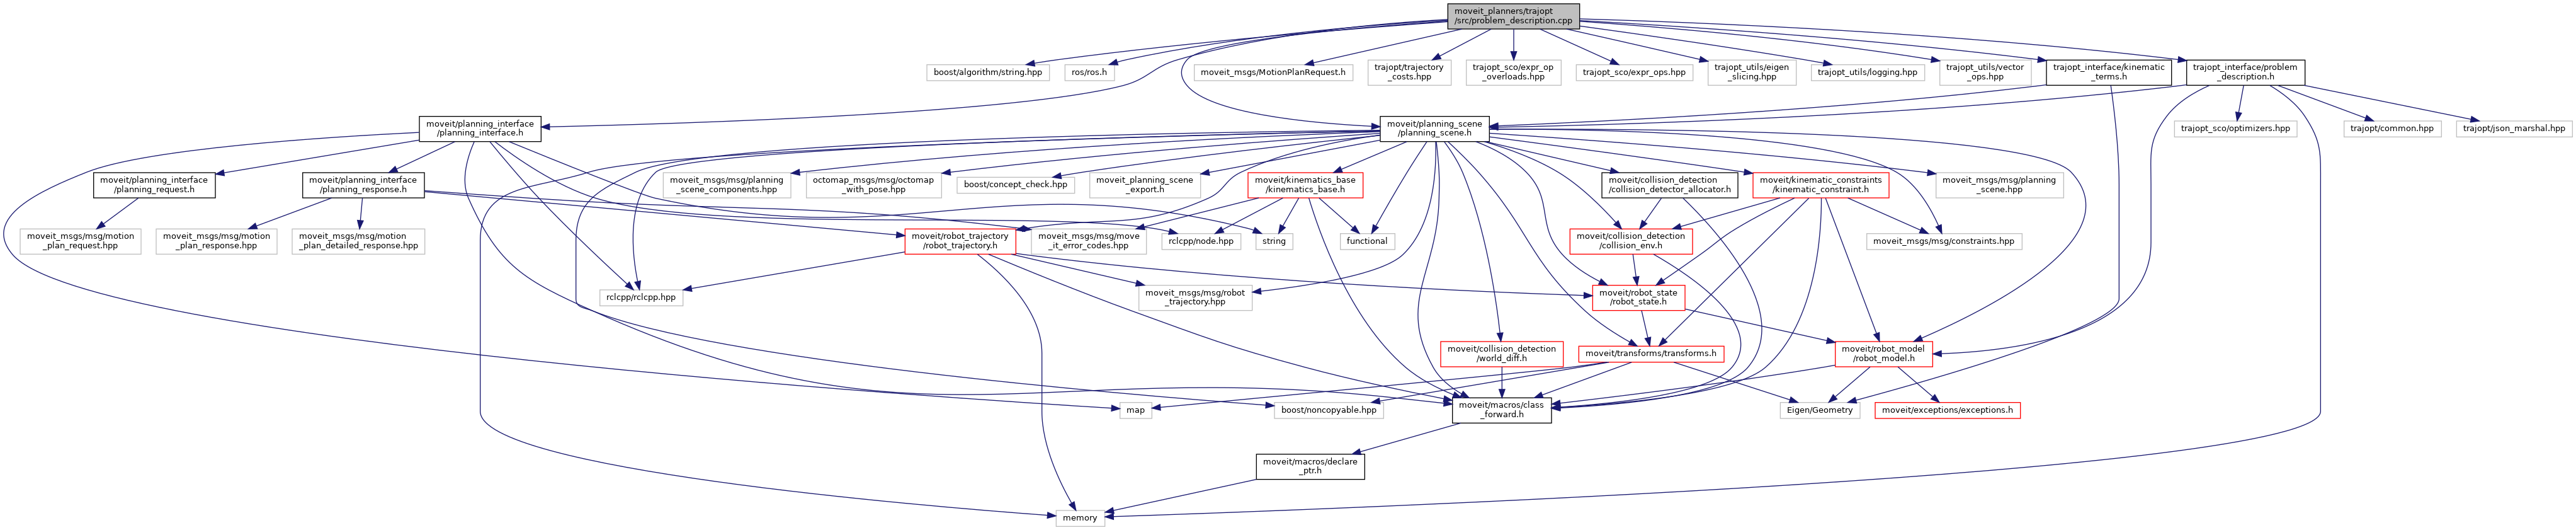 moveit_planners/trajopt
/src/problem_description.cpp
boost/algorithm/string.hpp
ros/ros.h
moveit_msgs/MotionPlanRequest.h
trajopt/trajectory
_costs.hpp
trajopt_sco/expr_op
_overloads.hpp
trajopt_sco/expr_ops.hpp
trajopt_utils/eigen
_slicing.hpp
trajopt_utils/logging.hpp
trajopt_utils/vector
_ops.hpp
trajopt_interface/kinematic
_terms.h
trajopt_interface/problem
_description.h
moveit/planning_interface
/planning_interface.h
moveit/planning_scene
/planning_scene.h
trajopt_sco/optimizers.hpp
trajopt/common.hpp
trajopt/json_marshal.hpp
moveit/planning_interface
/planning_request.h
moveit/planning_interface
/planning_response.h
moveit_msgs/msg/planning
_scene_components.hpp
octomap_msgs/msg/octomap
_with_pose.hpp
boost/concept_check.hpp
moveit_planning_scene
_export.h
moveit/kinematics_base
/kinematics_base.h
moveit/collision_detection
/collision_detector_allocator.h
moveit/kinematic_constraints
/kinematic_constraint.h
moveit_msgs/msg/planning
_scene.hpp
moveit_msgs/msg/motion
_plan_request.hpp
moveit_msgs/msg/motion
_plan_response.hpp
moveit_msgs/msg/motion
_plan_detailed_response.hpp
moveit/robot_trajectory
/robot_trajectory.h
moveit_msgs/msg/move
_it_error_codes.hpp
rclcpp/node.hpp
string
functional
moveit/collision_detection
/collision_env.h
moveit_msgs/msg/constraints.hpp
rclcpp/rclcpp.hpp
moveit_msgs/msg/robot
_trajectory.hpp
moveit/robot_state
/robot_state.h
moveit/collision_detection
/world_diff.h
moveit/transforms/transforms.h
moveit/robot_model
/robot_model.h
map
boost/noncopyable.hpp
moveit/macros/class
_forward.h
Eigen/Geometry
moveit/exceptions/exceptions.h
moveit/macros/declare
_ptr.h
memory